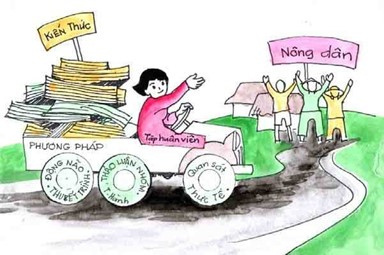 Kiến Thức
Nông dân
Tập huấn viên
PHƯƠNG PHÁP
ĐỘNG NÃO
THUYẾT TRÌNH
THẢO LUẬN NHÓM
T. Hành
Quan sát
THỰC TẾ